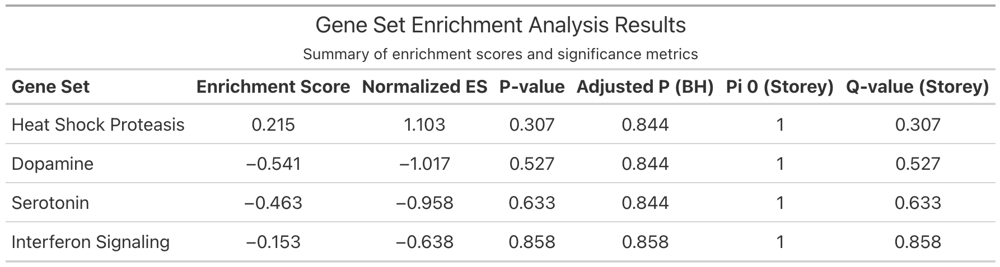 Gene Set Enrichment Analysis Results
Summary of enrichment scores and significance metrics
Gene Set Enrichment Score Normalized ES P-value Adjusted P (BH) Pi 0 (Storey) Q-value (Storey)
Heat Shock Proteasis 0.215 1.103 0.307 0.844 1 0.307
Dopamine −0.541 −1.017 0.527 0.844 1 0.527
Serotonin −0.463 −0.958 0.633 0.844 1 0.633
Interferon Signaling −0.153 −0.638 0.858 0.858 1 0.858